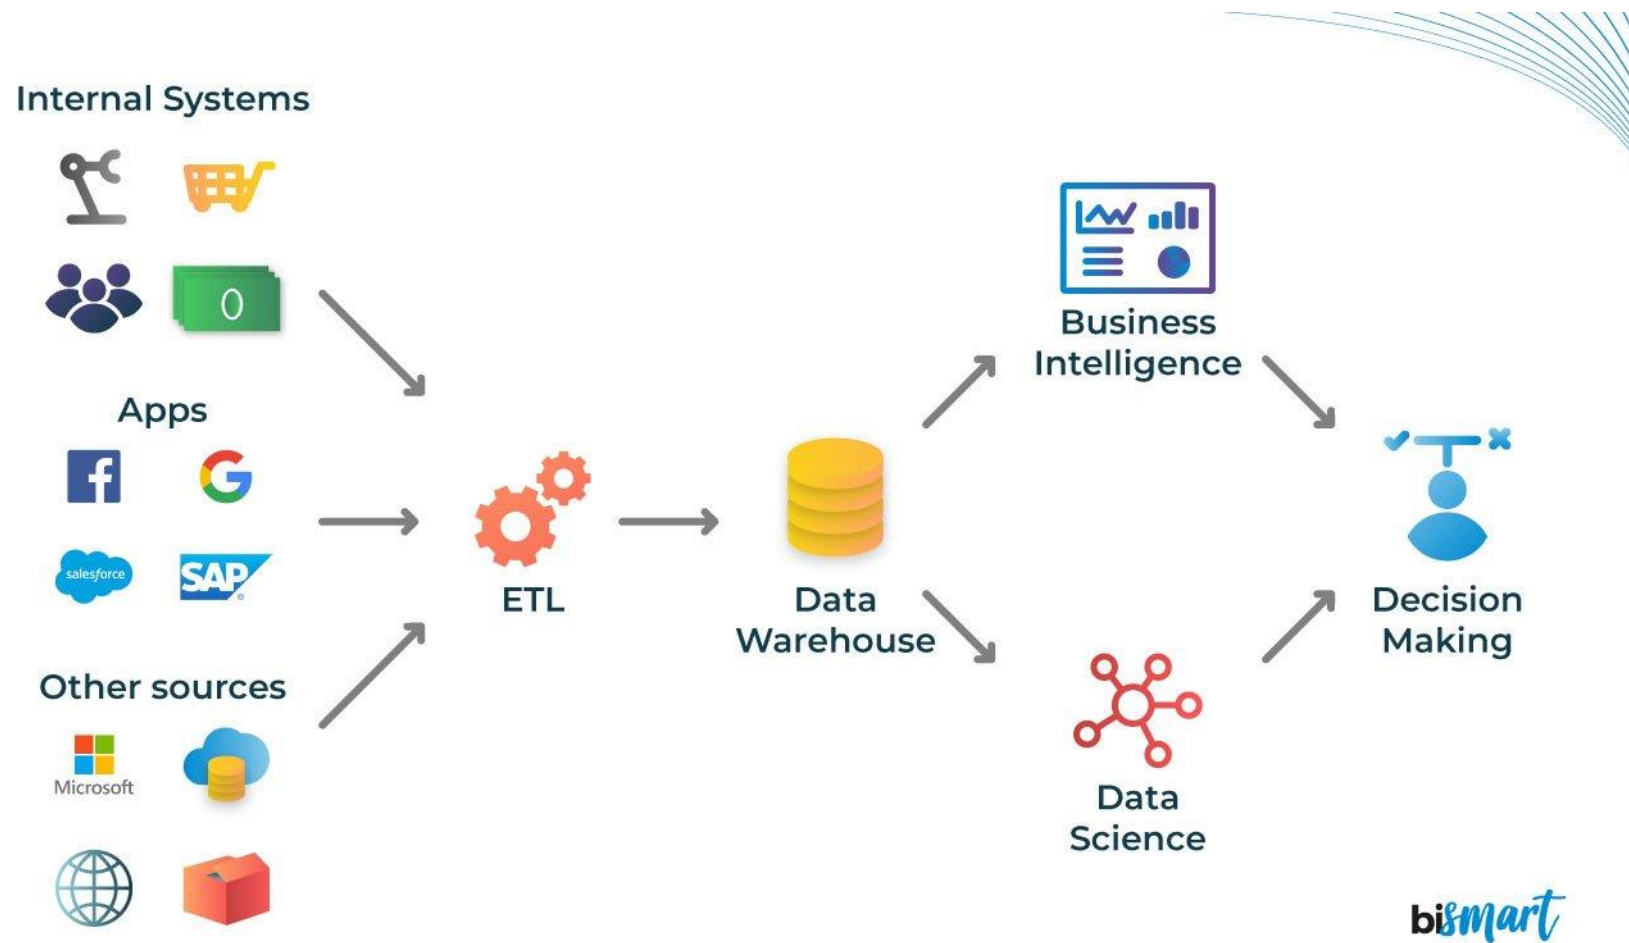 Internal Systems
0
Apps
f
G
salesforce
SAP
®
ETL
Other sources
Microsoft
Data
Warehouse
Business
Intelligence
Data
Science
Decision
Making
bismart